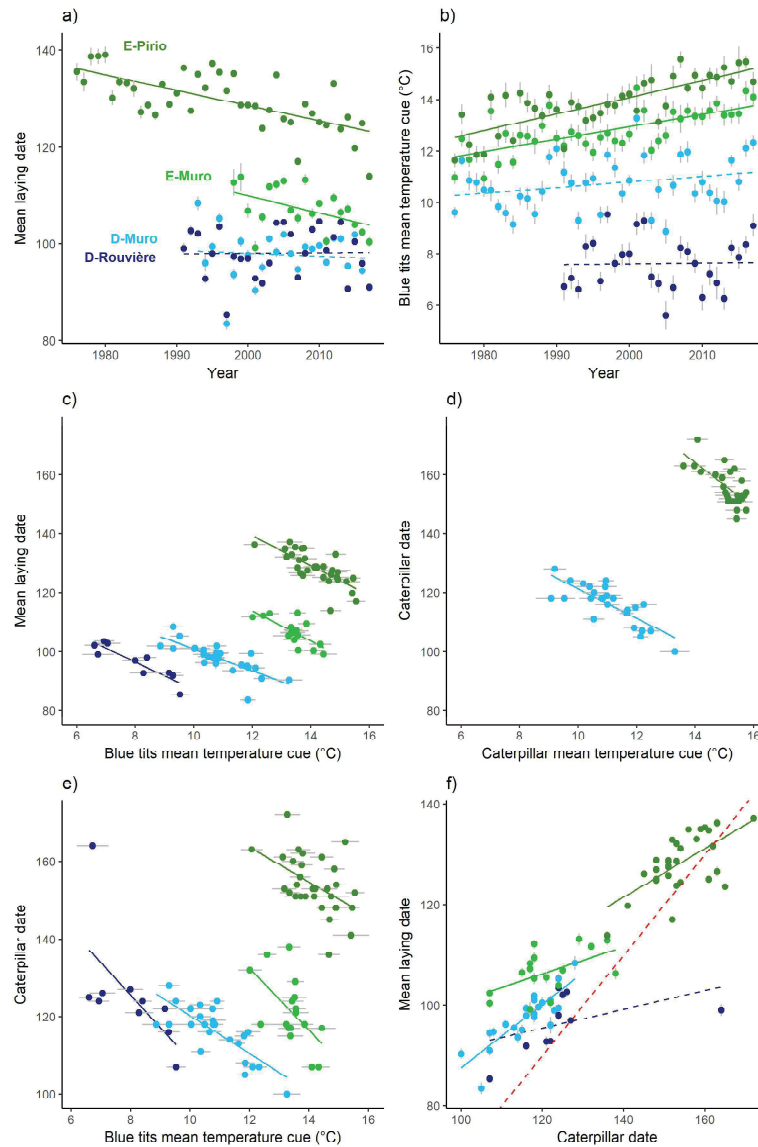 a)
E-Pirio
E-Muro
D-Muro
D-Rouvière
Mean laying date
140
120
100
80
1980 1990 2000 2010
Year
b)
Blue tits mean temperature cue (°C)
16
14
12
10
8
6
1980 1990 2000 2010
Year
c)
Mean laying date
160
140
120
100
80
6 8 10 12 14 16
Blue tits mean temperature cue (°C)
d)
Caterpillar date
160
140
120
100
80
6 8 10 12 14 16
Caterpillar mean temperature cue (°C)
e)
Caterpillar date
160
140
120
100
6 8 10 12 14 16
Blue tits mean temperature cue (°C)
f)
Mean laying date
140
120
100
80
100 120 140 160
Caterpillar date